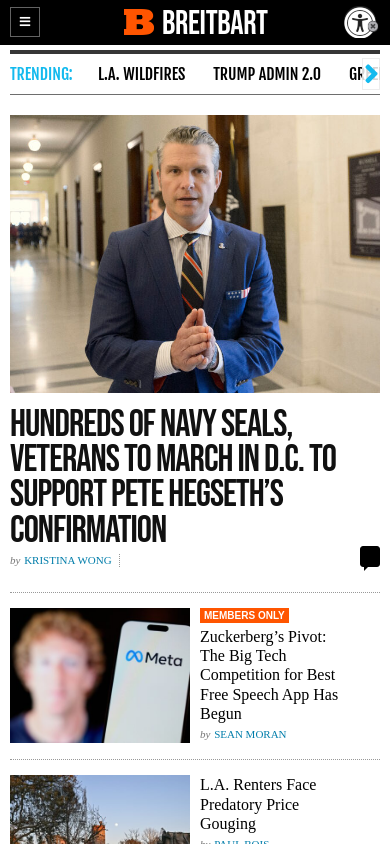 B BREITBART
TRENDING: L.A. WILDFIRES TRUMP ADMIN 2.0
HUNDREDS OF NAVY SEALS,
VETERANS TO MARCH IN D.C. TO
SUPPORT PETE HEGSETH’S
CONFIRMATION
by KRISTINA WONG
Meta
MEMBERS ONLY
Zuckerberg’s Pivot:
The Big Tech
Competition for Best
Free Speech App Has
Begun
by SEAN MORAN
L.A. Renters Face
Predatory Price
Gouging
by PAUL BOIS